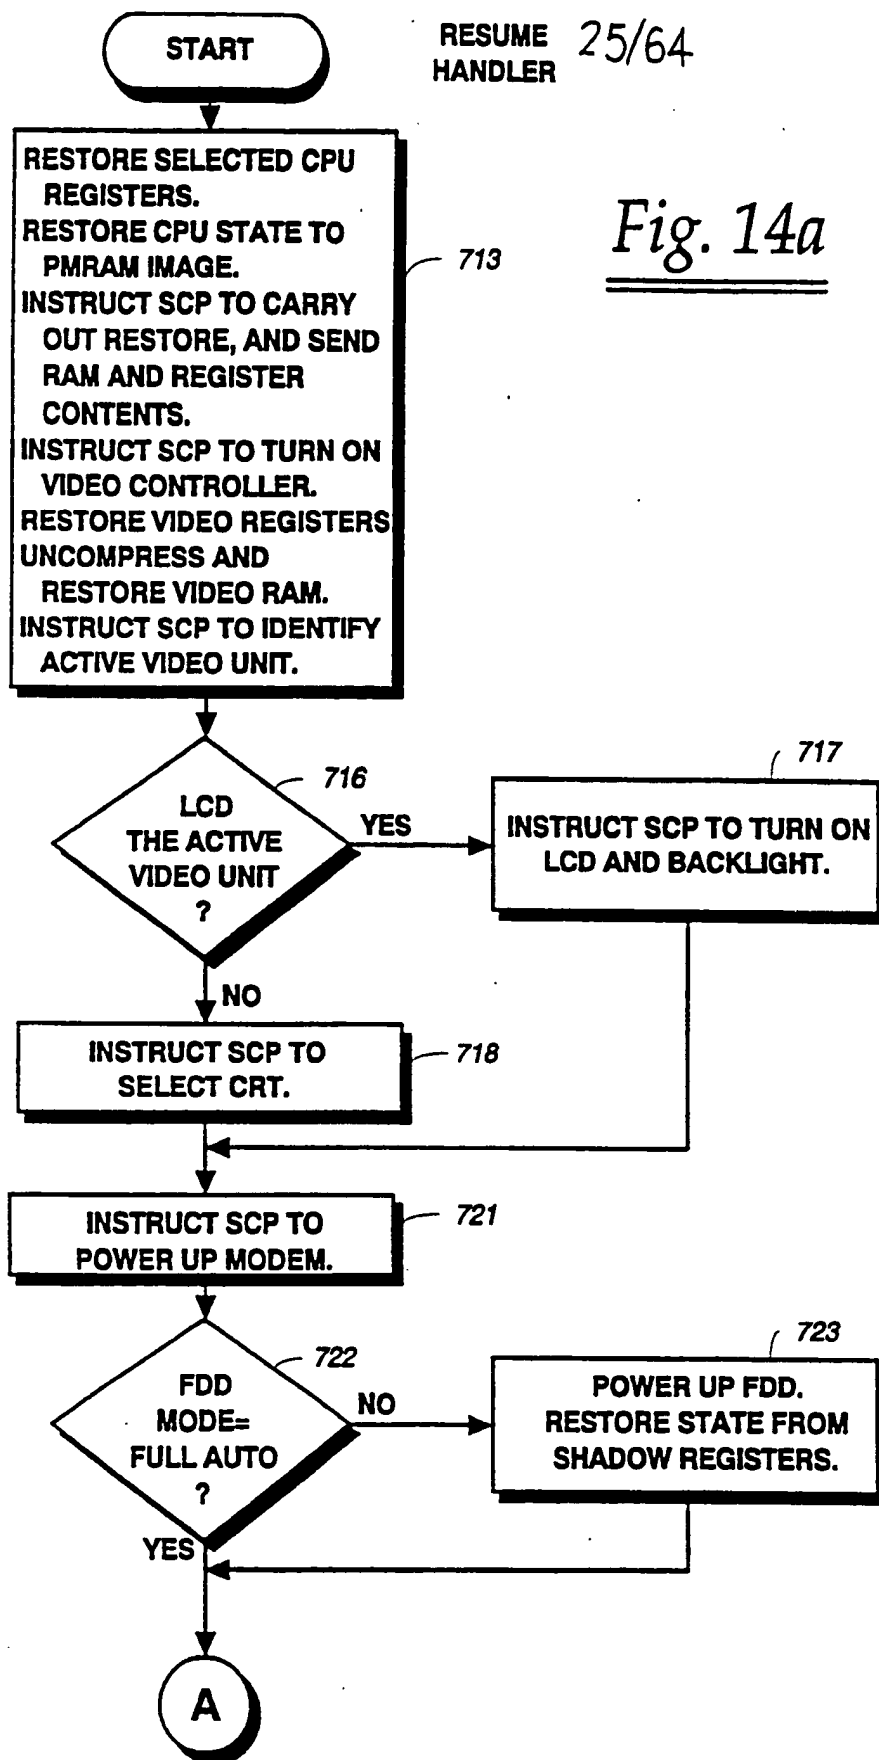 START
RESUME
HANDLER
25/64
Fig. 14a
RESTORE SELECTED CPU
REGISTERS.
RESTORE CPU STATE TO
PMRAM IMAGE.
INSTRUCT SCP TO CARRY
OUT RESTORE, AND SEND
RAM AND REGISTER
CONTENTS.
INSTRUCT SCP TO TURN ON
VIDEO CONTROLLER.
RESTORE VIDEO REGISTERS
UNCOMPRESS AND
RESTORE VIDEO RAM.
INSTRUCT SCP TO IDENTIFY
ACTIVE VIDEO UNIT.
713
LCD
THE ACTIVE
VIDEO UNIT
?
716
YES
717
INSTRUCT SCP TO TURN ON
LCD AND BACKLIGHT.
NO
INSTRUCT SCP TO
SELECT CRT.
718
INSTRUCT SCP TO
POWER UP MODEM.
721
FDD
MODE=
FULL AUTO
?
722
NO
723
POWER UP FDD.
RESTORE STATE FROM
SHADOW REGISTERS.
YES
A